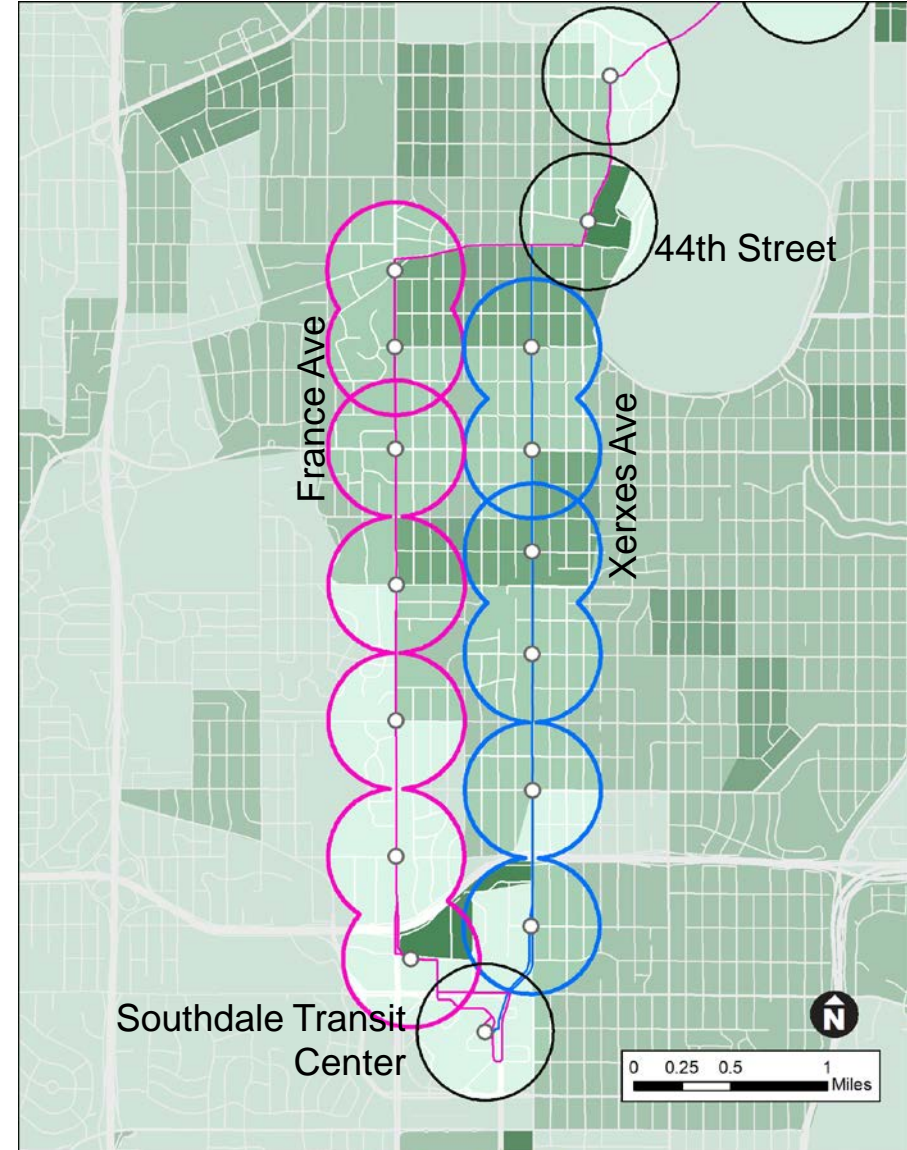 44th Street
France Ave
Xerxes Ave
Southdale Transit
Center
N
0 0.25 0.5 1
Miles